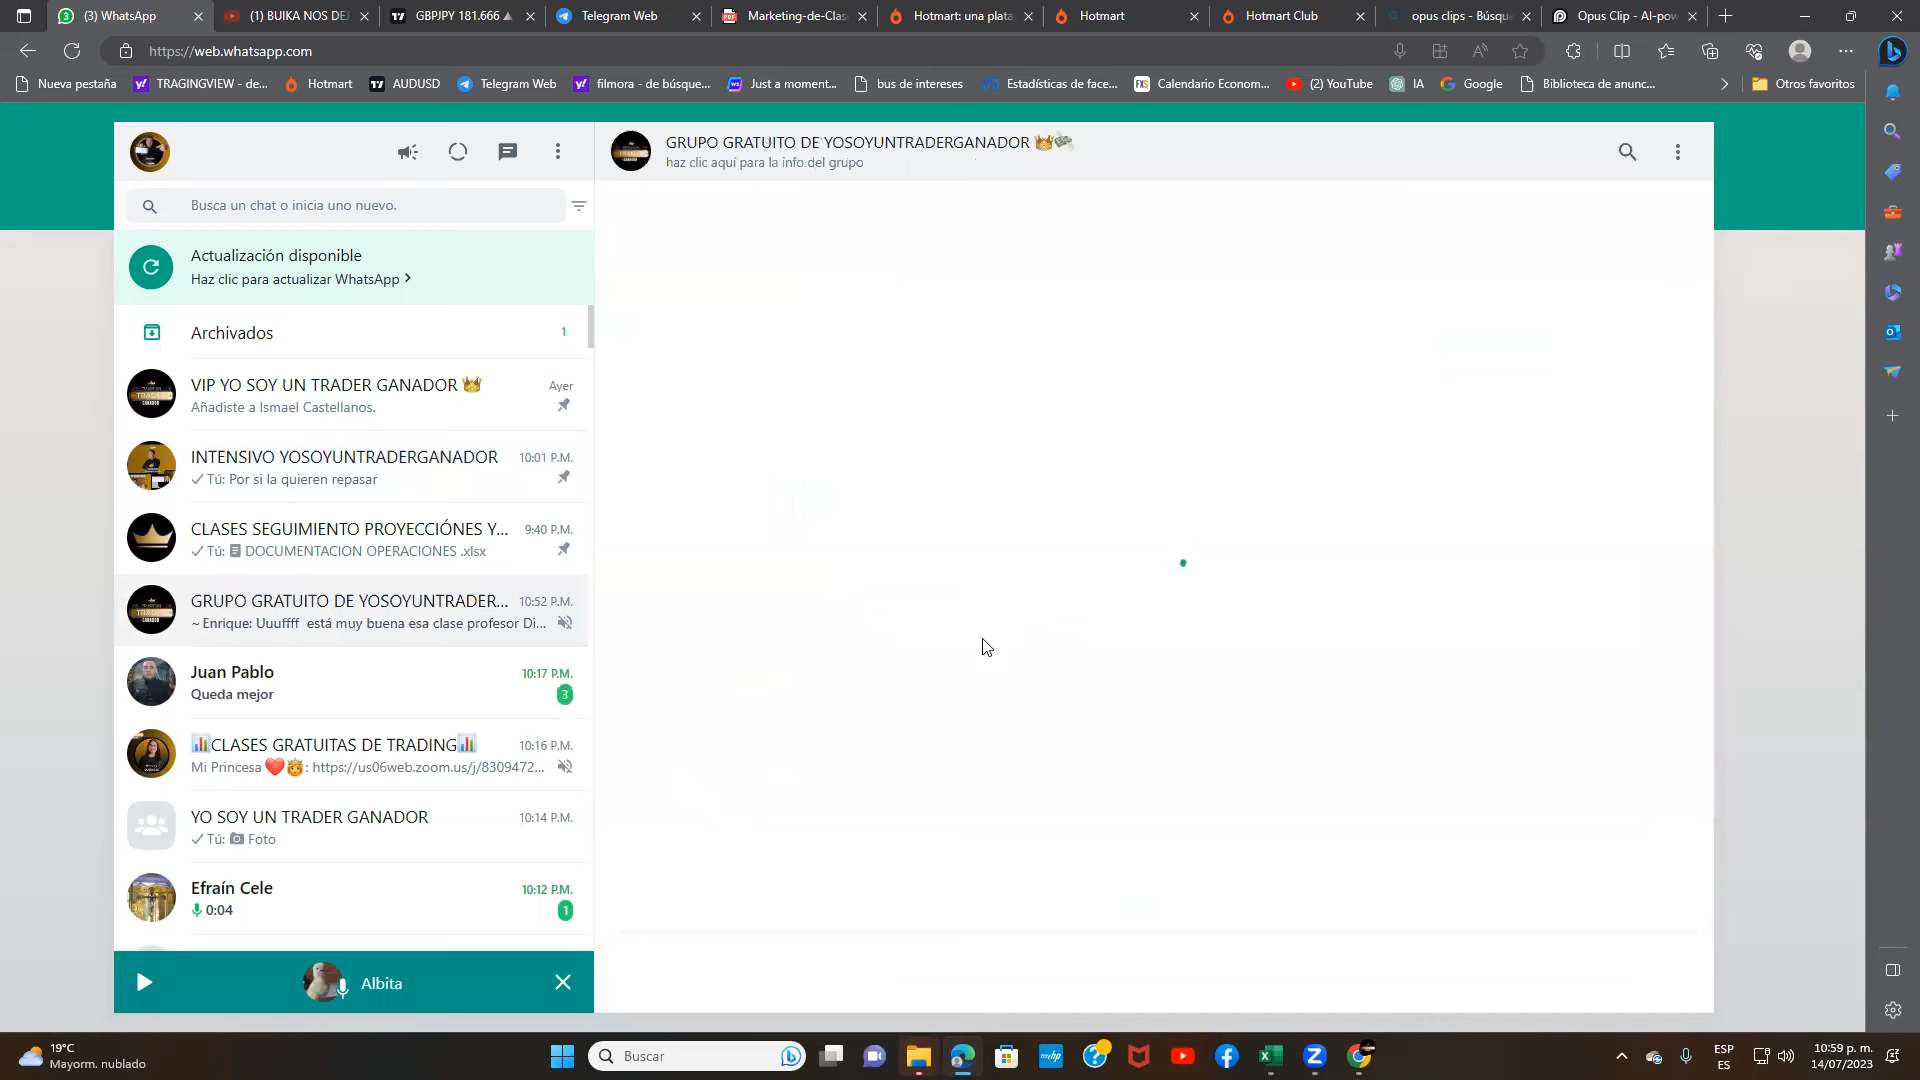 (3) WhatsApp
(1) BUIKA NOS DEJ
GBPJPY 181.666 ▲
Telegram Web
Marketing-de-Clas
Hotmart: una plata
Hotmart
Hotmart Club
opus clips - Búsqu
Opus Clip - AI-pow
https://web.whatsapp.com
Nueva pestaña
TRAGINGVIEW - de...
Hotmart
AUDUSD
Telegram Web
filmora - de búsque...
Just a moment...
bus de intereses
Estadísticas de face...
Calendario Econom...
(2) YouTube
IA
Google
Biblioteca de anunc...
Otros favoritos
GRUPO GRATUITO DE YOSOYUNTRADERGANADOR 👑💸
haz clic aquí para la info del grupo
Busca un chat o inicia uno nuevo.
Actualización disponible
Haz clic para actualizar WhatsApp >
Archivados 1
VIP YO SOY UN TRADER GANADOR 👑 Ayer
Añadiste a Ismael Castellanos.
INTENSIVO YOSOYUNTRADERGANADOR 10:01 P.M.
Tú: Por si la quieren repasar
CLASES SEGUIMIENTO PROYECCIÓNES Y... 9:40 P.M.
Tú: DOCUMENTACION OPERACIONES .xlsx
GRUPO GRATUITO DE YOSOYUNTRADER... 10:52 P.M.
~ Enrique: Uuuffff está muy buena esa clase profesor Di...
Juan Pablo 10:17 P.M.
Queda mejor 3
📊CLASES GRATUITAS DE TRADING📊 10:16 P.M.
Mi Princesa ❤️👸: https://us06web.zoom.us/j/8309472...
YO SOY UN TRADER GANADOR 10:14 P.M.
Tú: Foto
Efraín Cele 10:12 P.M.
0:04 1
Albita
19°C
Mayorm. nublado
Buscar
ESP
ES
10:59 p. m.
14/07/2023